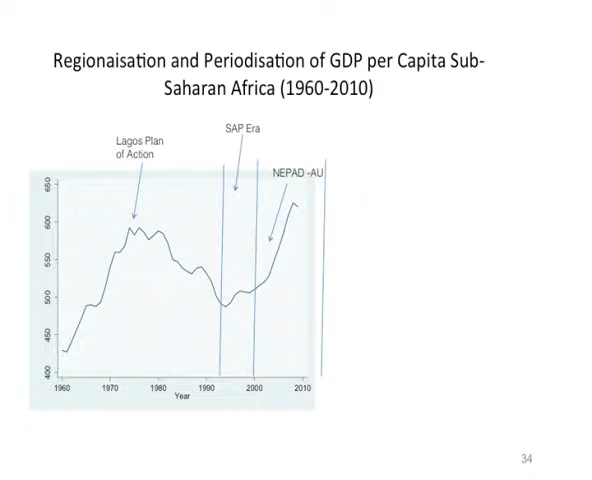 Regionaisation and Periodisation of GDP per Capita Sub-
Saharan Africa (1960-2010)
SAP Era
Lagos Plan
of Action
NEPAD -AU
650
600
550
500
450
400
1960 1970 1980 1990 2000 2010
Year
34